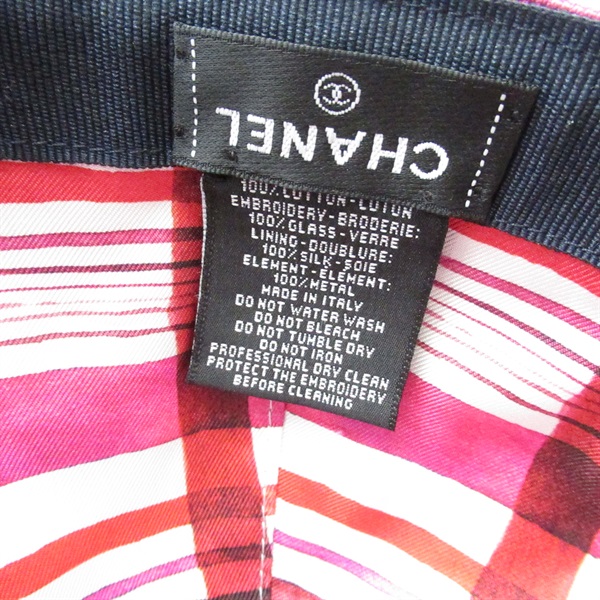 CHANEL
100% COTTON - COTON
EMBROIDERY - BRODERIE:
100% GLASS - VERRE
LINING - DOUBLURE:
100% SILK - SOIE
ELEMENT - ELEMENT:
100% METAL
MADE IN ITALY
DO NOT WATER WASH
DO NOT BLEACH
DO NOT TUMBLE DRY
DO NOT IRON
PROFESSIONAL DRY CLEAN
PROTECT THE EMBROIDERY
BEFORE CLEANING